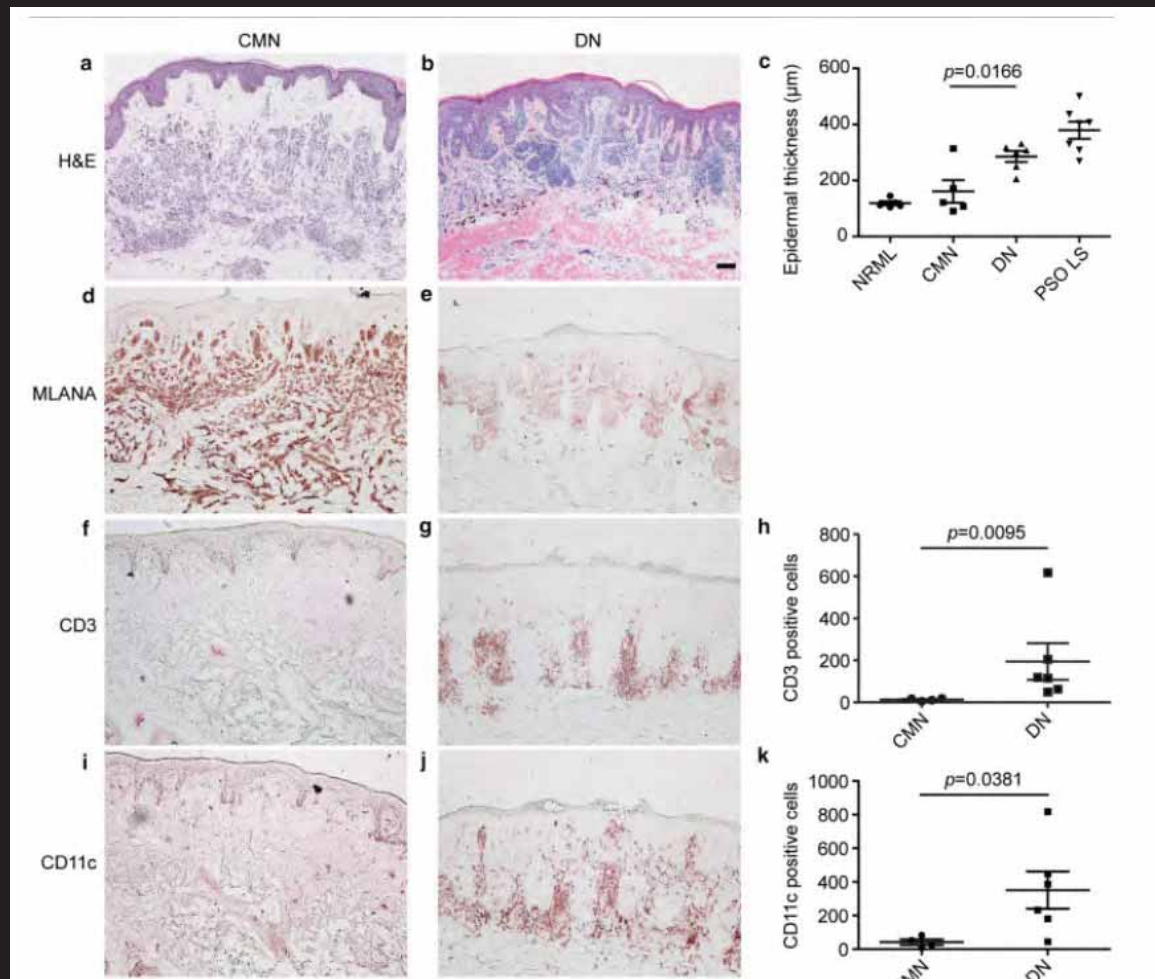 CMN
DN
a
b
H&E
c
p=0.0166
Epidermal thickness (μm)
600
400
200
0
NRML
CMN
DN
PSO LS
d
e
MLANA
f
g
CD3
h
p=0.0095
CD3 positive cells
800
600
400
200
0
CMN
DN
i
j
CD11c
k
p=0.0381
CD11c positive cells
1000
800
600
400
200
0
CMN
DN